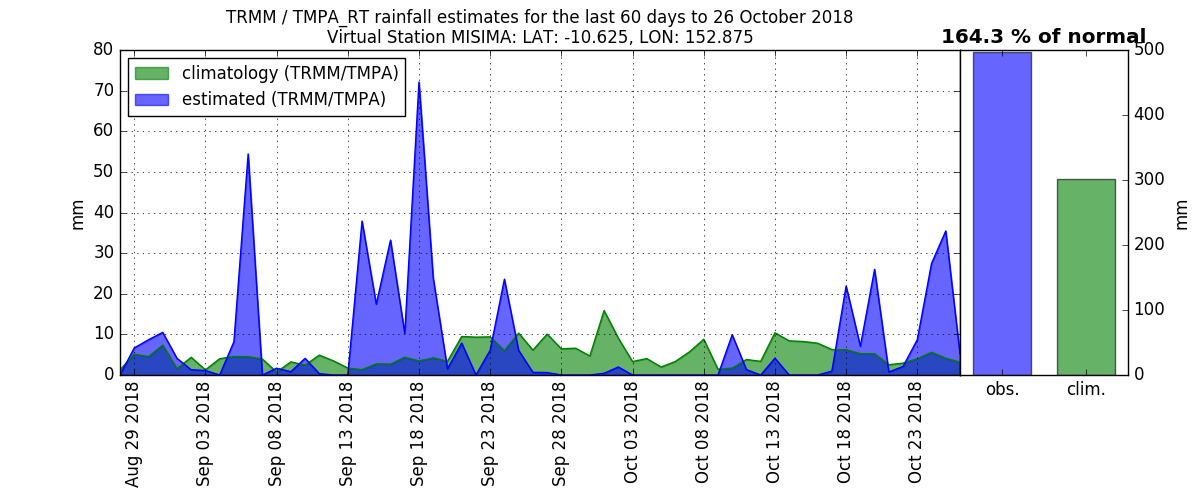 TRMM / TMPA_RT rainfall estimates for the last 60 days to 26 October 2018
Virtual Station MISIMA: LAT: -10.625, LON: 152.875
164.3 % of normal
climatology (TRMM/TMPA)
estimated (TRMM/TMPA)
80
70
60
50
40
30
20
10
0
mm
500
400
300
200
100
0
mm
Aug 29 2018
Sep 03 2018
Sep 08 2018
Sep 13 2018
Sep 18 2018
Sep 23 2018
Sep 28 2018
Oct 03 2018
Oct 08 2018
Oct 13 2018
Oct 18 2018
Oct 23 2018
obs.
clim.